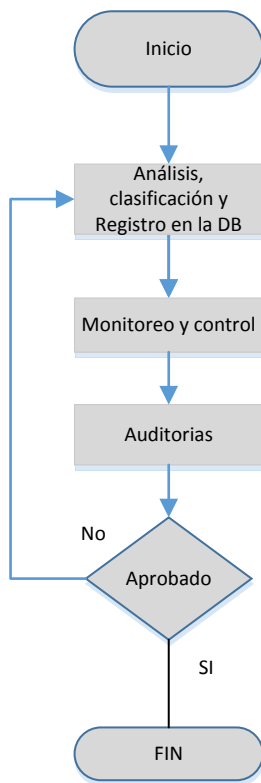 Inicio
Análisis,
clasificación y
Registro en la DB
Monitoreo y control
Auditorias
No
Aprobado
SI
FIN